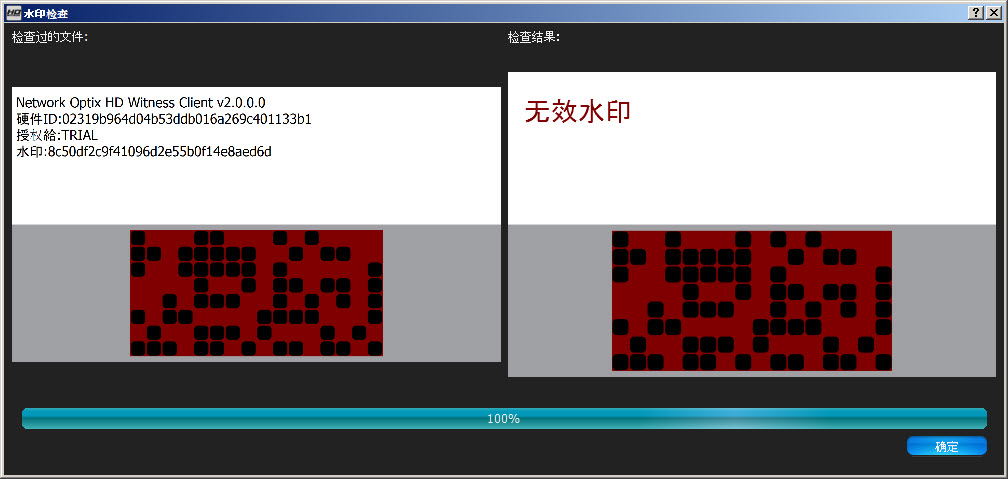 HD 水印检查
检查过的文件:
检查结果:
Network Optix HD Witness Client v2.0.0.0
硬件ID:02319b964d04b53ddb016a269c401133b1
授权給:TRIAL
水印:8c50df2c9f41096d2e55b0f14e8aed6d
无效水印
100%
确定